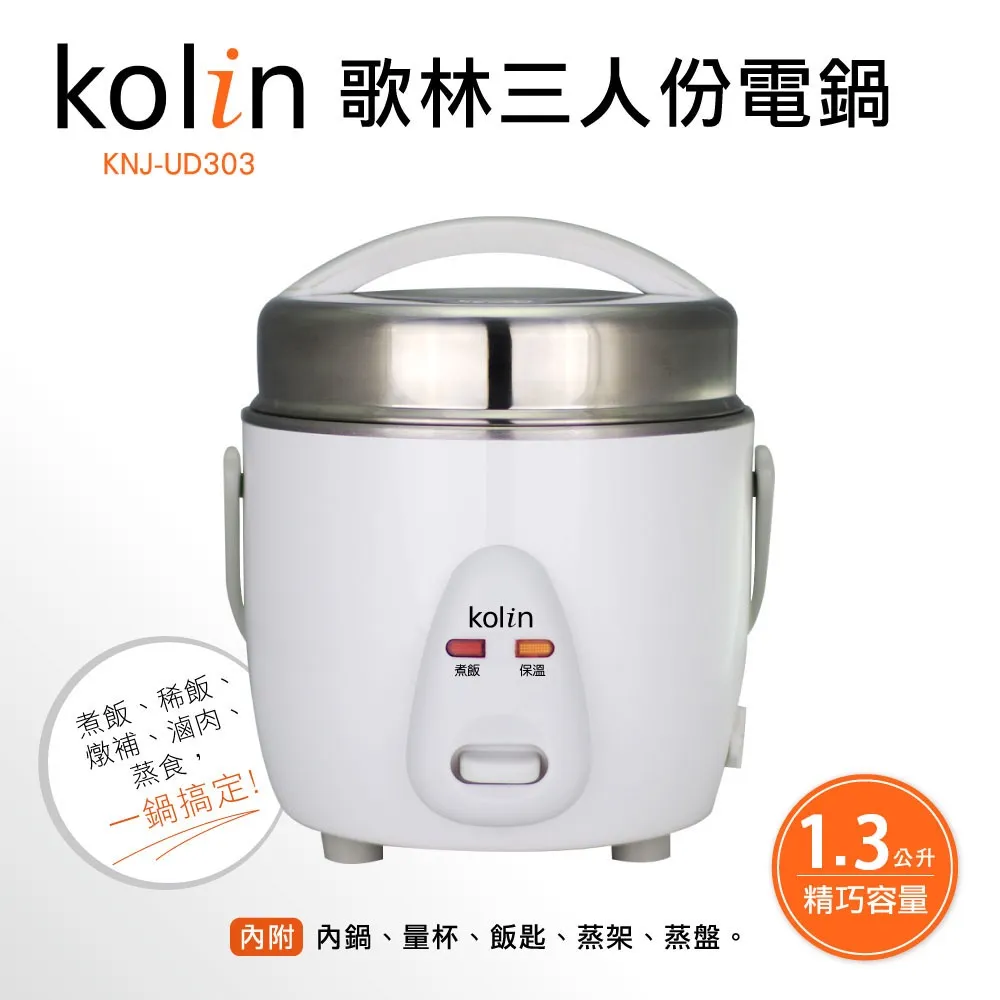 kolin 歌林三人份電鍋
KNJ-UD303
kolin
煮飯 保溫
煮飯、稀飯、
燉補、滷肉、
蒸食，
一鍋搞定!
1.3公升
精巧容量
內附 內鍋、量杯、飯匙、蒸架、蒸盤。